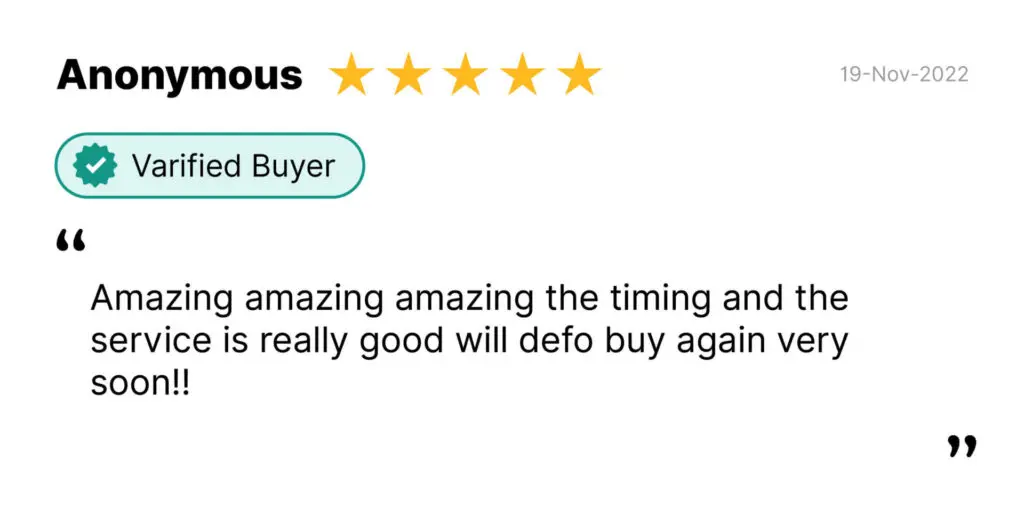 Anonymous
19-Nov-2022
Varified Buyer
“
Amazing amazing amazing the timing and the
service is really good will defo buy again very
soon!!
”